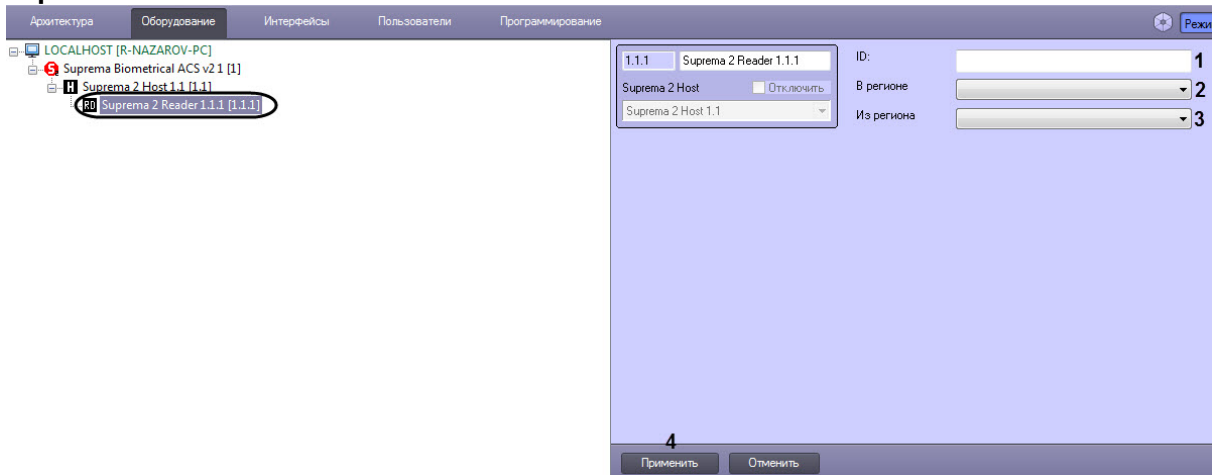 Архитектура Оборудование Интерфейсы Пользователи Программирование Режи
LOCALHOST [R-NAZAROV-PC]
Suprema Biometrical ACS v2 1 [1]
Suprema 2 Host 1.1 [1.1]
RD Suprema 2 Reader 1.1.1 [1.1.1]
1.1.1 Suprema 2 Reader 1.1.1
Suprema 2 Host Отключить
Suprema 2 Host 1.1
ID: 1
В регионе 2
Из региона 3
4
Применить Отменить